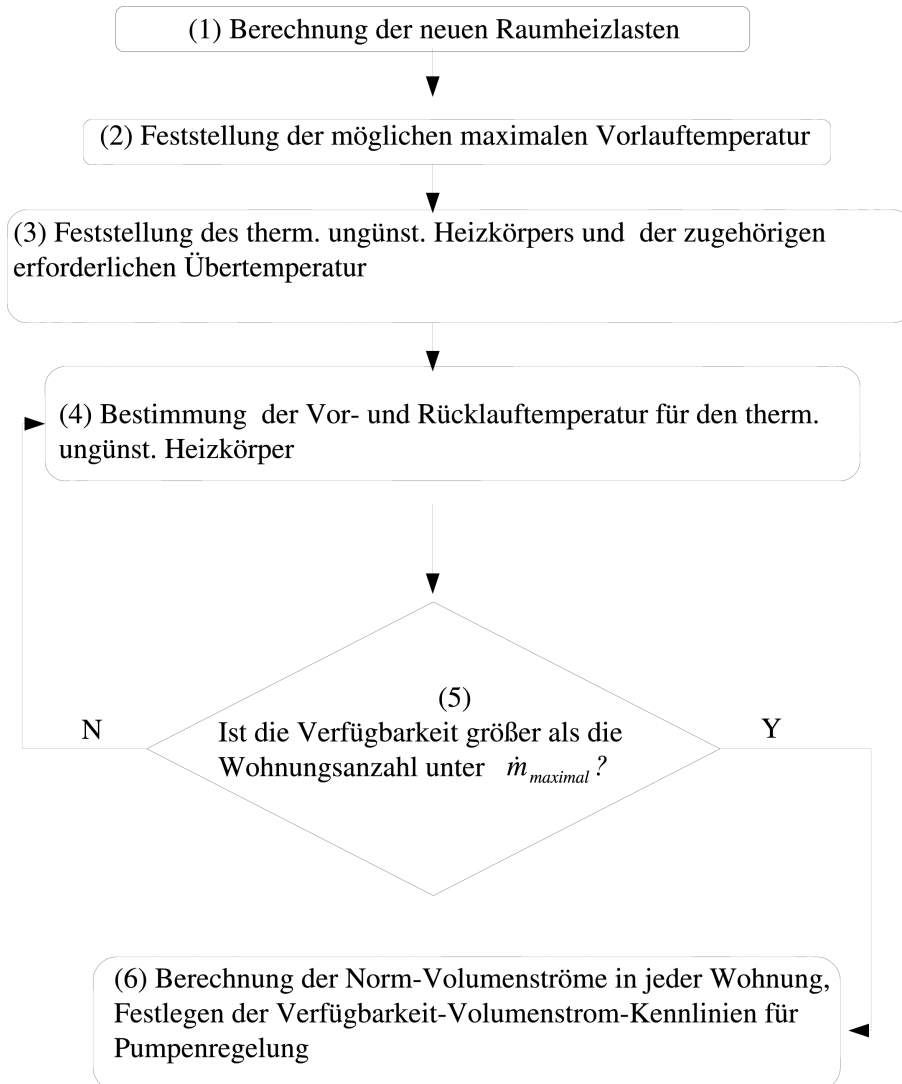 (1) Berechnung der neuen Raumheizlasten
(2) Feststellung der möglichen maximalen Vorlauftemperatur
(3) Feststellung des therm. ungünst. Heizkörpers und der zugehörigen
erforderlichen Übertemperatur
(4) Bestimmung der Vor- und Rücklauftemperatur für den therm.
ungünst. Heizkörper
(5)
Ist die Verfügbarkeit größer als die
Wohnungsanzahl unter ṁ_maximal ?
N
Y
(6) Berechnung der Norm-Volumenströme in jeder Wohnung,
Festlegen der Verfügbarkeit-Volumenstrom-Kennlinien für
Pumpenregelung